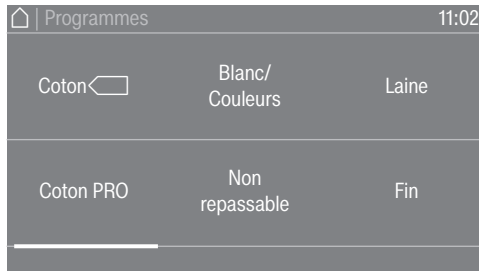 | Programmes 11:02
Coton
Blanc/
Couleurs
Laine
Coton PRO
Non
repassable
Fin